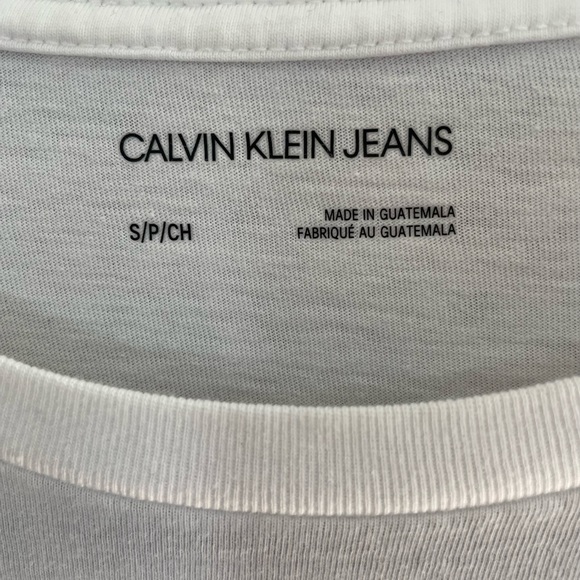 CALVIN KLEIN JEANS
S/P/CH
MADE IN GUATEMALA
FABRIQUÉ AU GUATEMALA